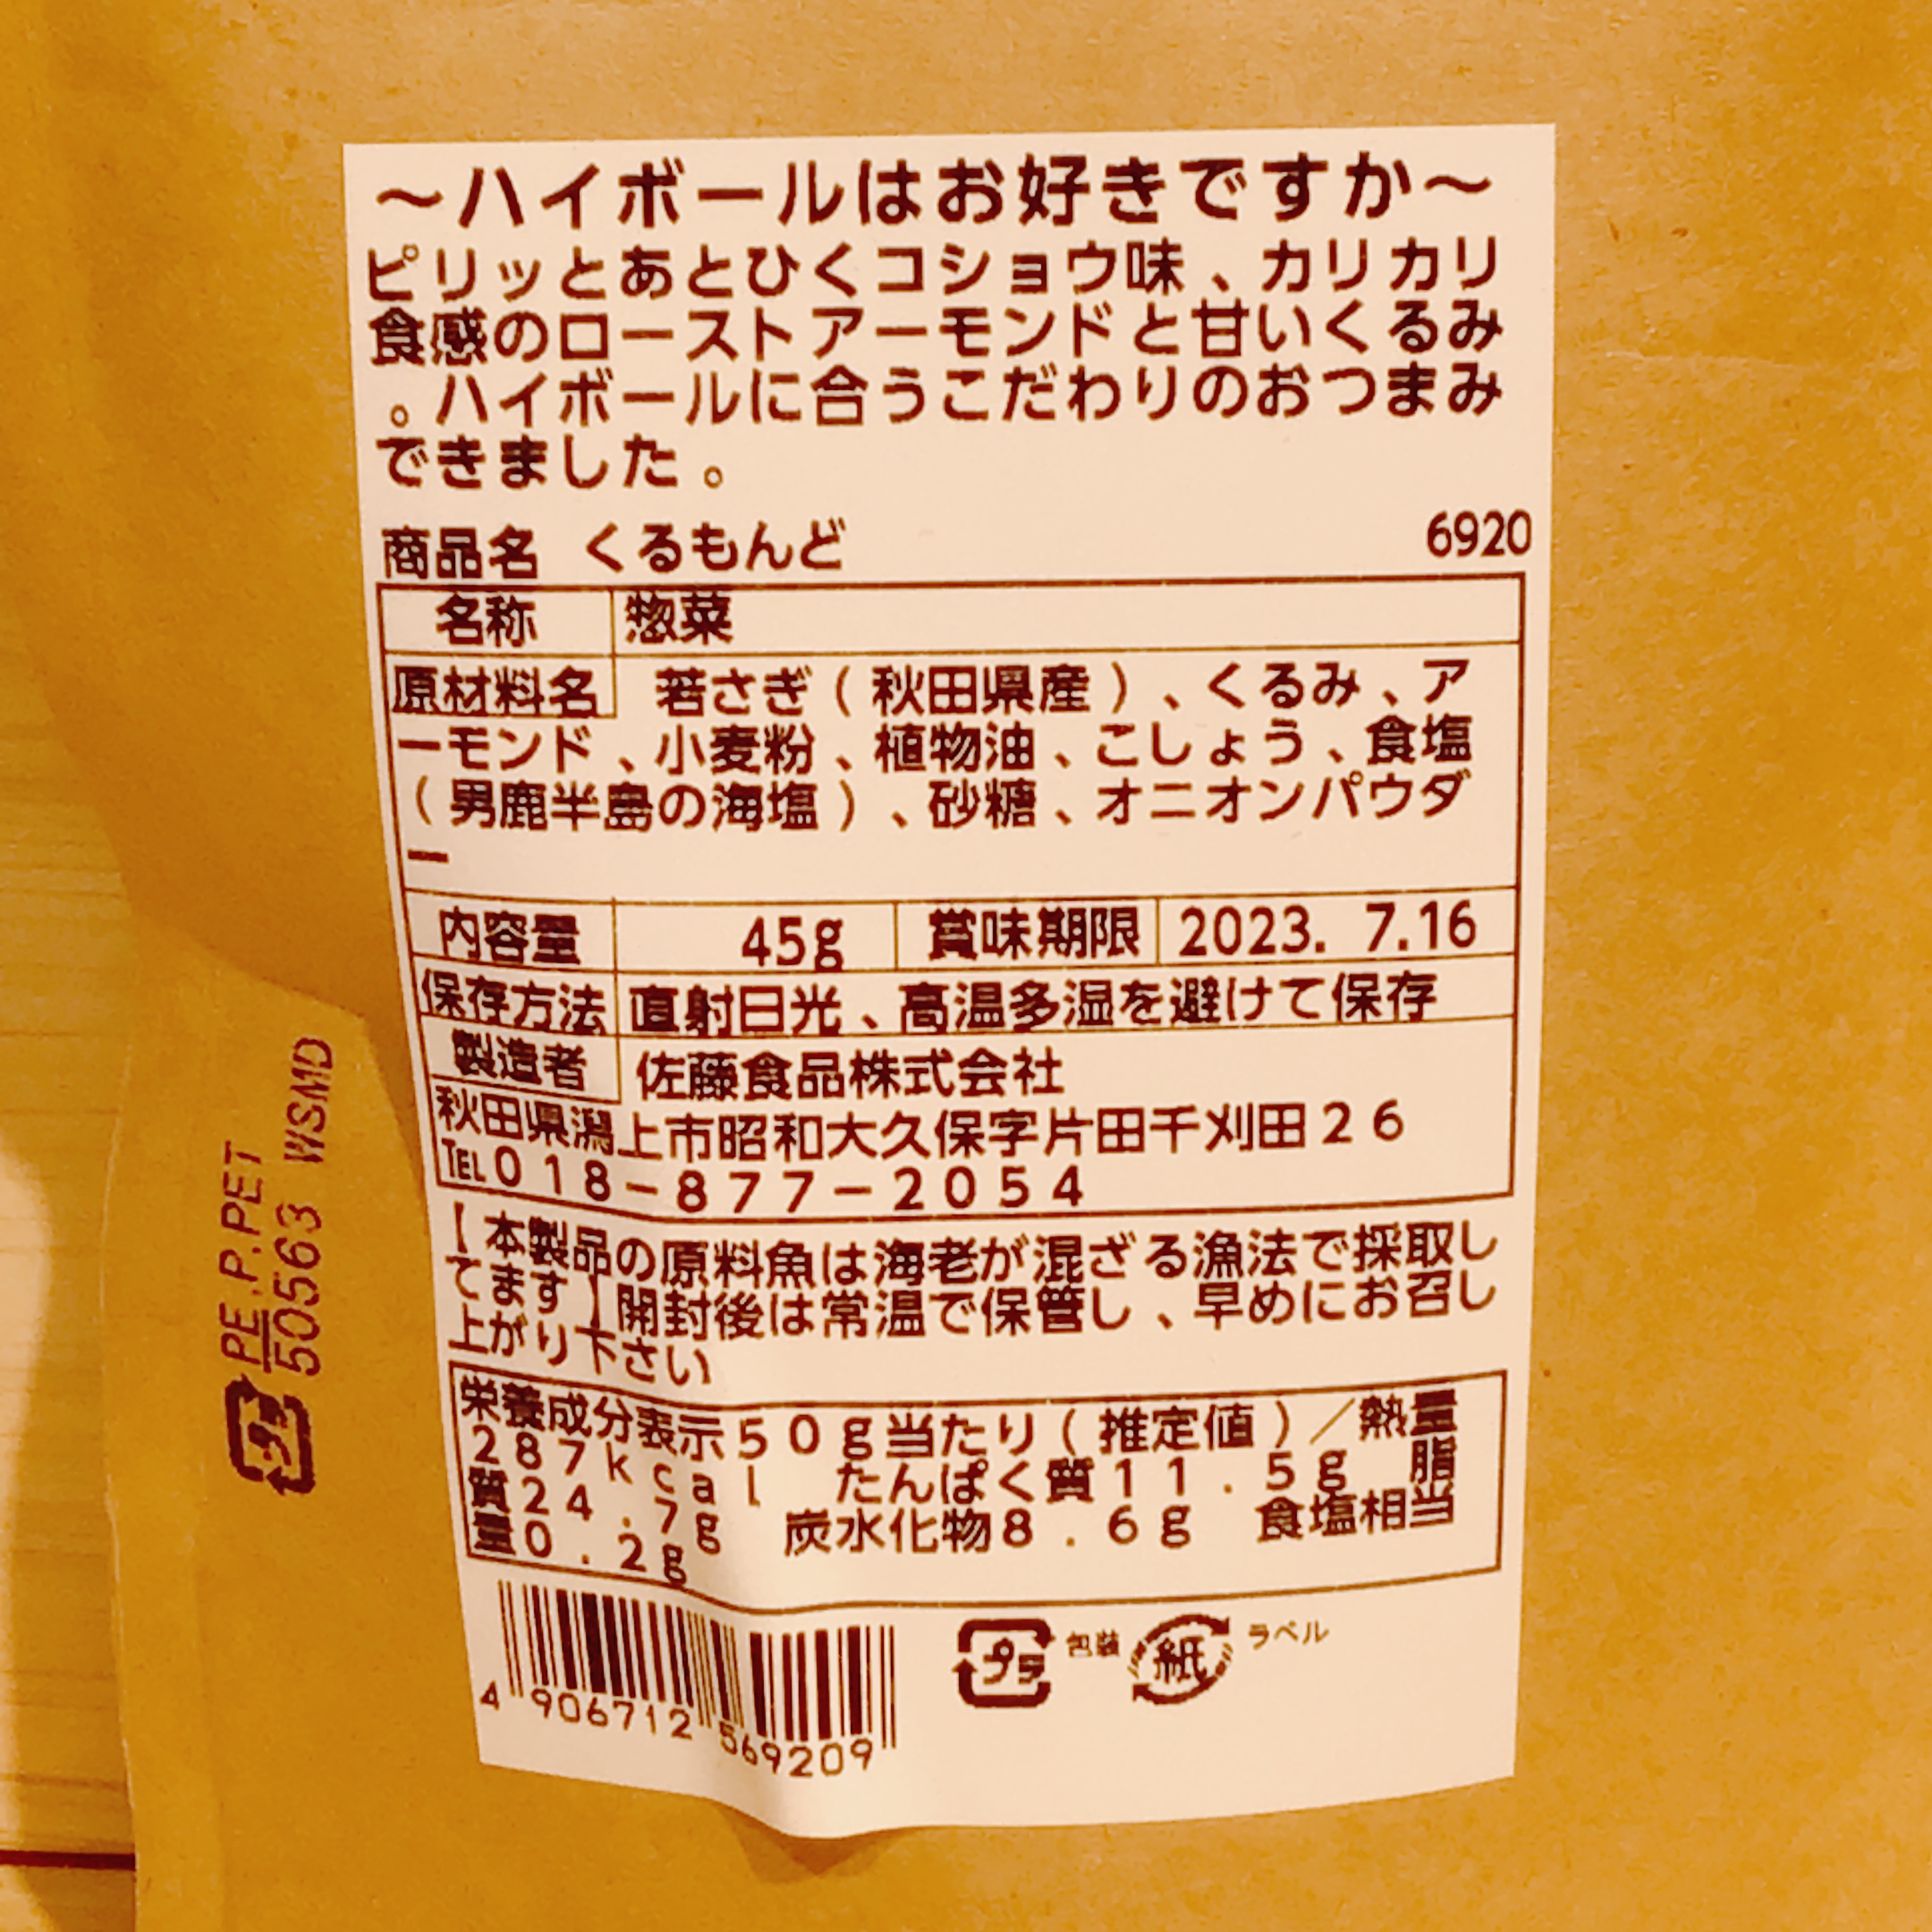 ～ハイボールはお好きですか～
ピリッとあとひくコショウ味、カリカリ
食感のローストアーモンドと甘いくるみ
。ハイボールに合うこだわりのおつまみ
できました。
商品名 くるもんど 6920
名称 惣菜
原材料名 若さぎ(秋田県産)、くるみ、ア
ーモンド、小麦粉、植物油、こしょう、食塩
(男鹿半島の海塩)、砂糖、オニオンパウダ
ー
内容量 45g 賞味期限 2023. 7.16
保存方法 直射日光、高温多温を避けて保存
製造者 佐藤食品株式会社
秋田県潟上市昭和大久保字片田千刈田２６
TEL０１８－８７７－２０５４
【本製品の原料魚は海老が混ざる漁法で採取し
てます】開封後は常温で保管し、早めにお召し
上がり下さい
栄養成分表示５０ｇ当たり(推定値)／熱量
２８７ｋｃａｌ たんぱく質１１．５ｇ 脂
質２４．７ｇ 炭水化物８．６ｇ 食塩相当
量０．２ｇ
4 906712 569209
プラ 包装 紙 ラベル
プラ PE.P.PET
50563 WSMD